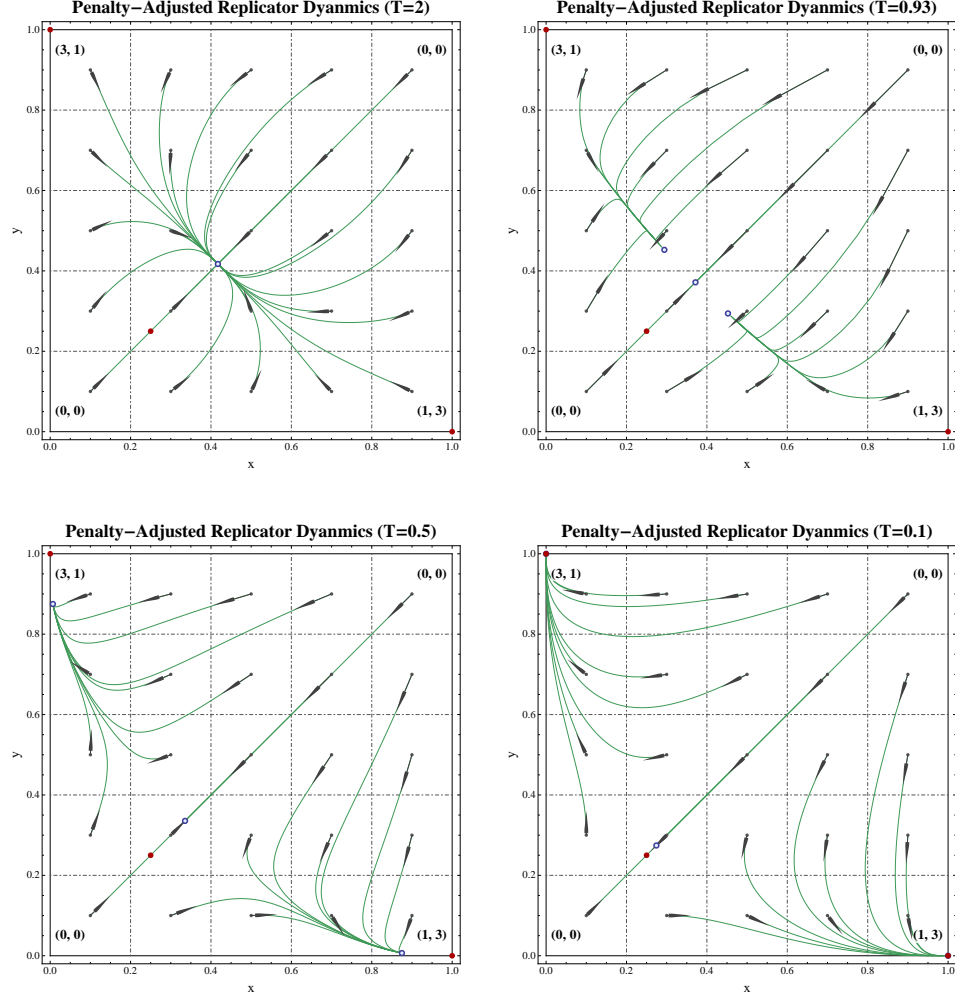 Penalty−Adjusted Replicator Dyanmics (T=2)
1.0
(3, 1)
(0, 0)
0.8
0.6
y
0.4
0.2
(0, 0)
(1, 3)
0.0
0.0 0.2 0.4 0.6 0.8 1.0
x
Penalty−Adjusted Replicator Dyanmics (T=0.93)
1.0
(3, 1)
(0, 0)
0.8
0.6
y
0.4
0.2
(0, 0)
(1, 3)
0.0
0.0 0.2 0.4 0.6 0.8 1.0
x
Penalty−Adjusted Replicator Dyanmics (T=0.5)
1.0
(3, 1)
(0, 0)
0.8
0.6
y
0.4
0.2
(0, 0)
(1, 3)
0.0
0.0 0.2 0.4 0.6 0.8 1.0
x
Penalty−Adjusted Replicator Dyanmics (T=0.1)
1.0
(3, 1)
(0, 0)
0.8
0.6
y
0.4
0.2
(0, 0)
(1, 3)
0.0
0.0 0.2 0.4 0.6 0.8 1.0
x